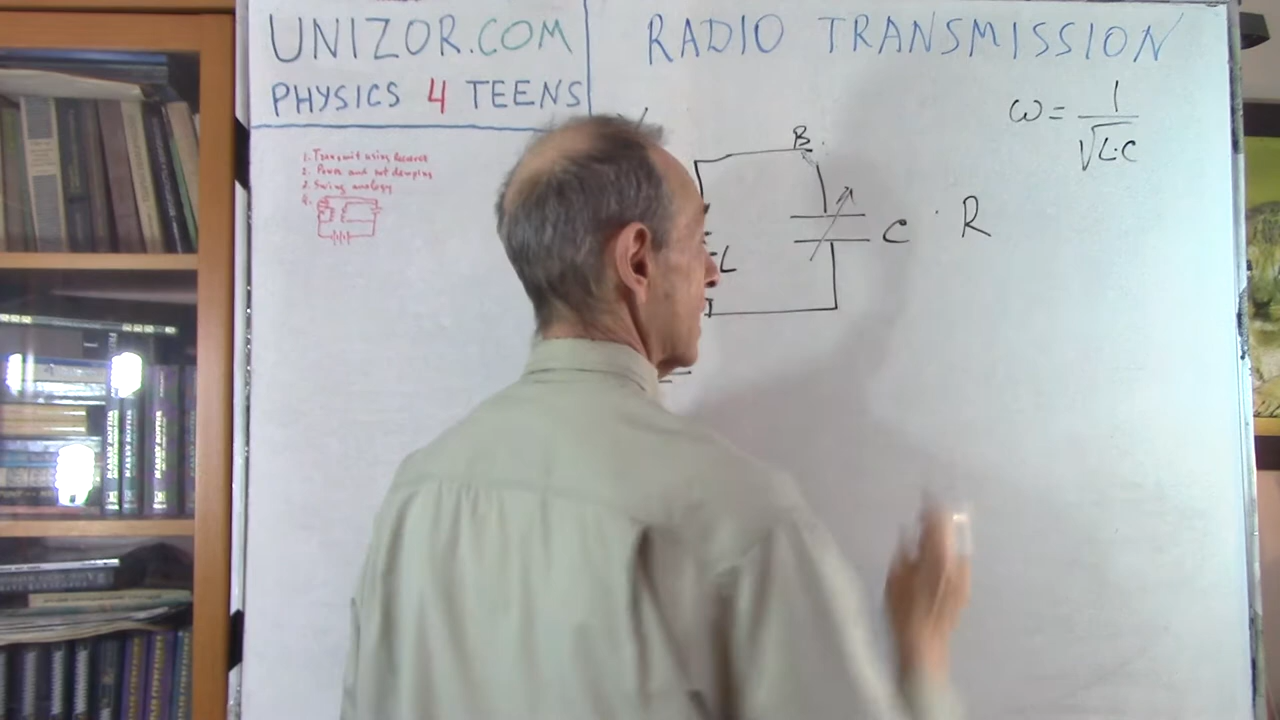 UNIZOR.COM
PHYSICS 4 TEENS
RADIO TRANSMISSION
1. Transmit using Receiver
2. Power and not damping
3. Swing analogy
4.
ω = 1/√L·C
B
L
C
R